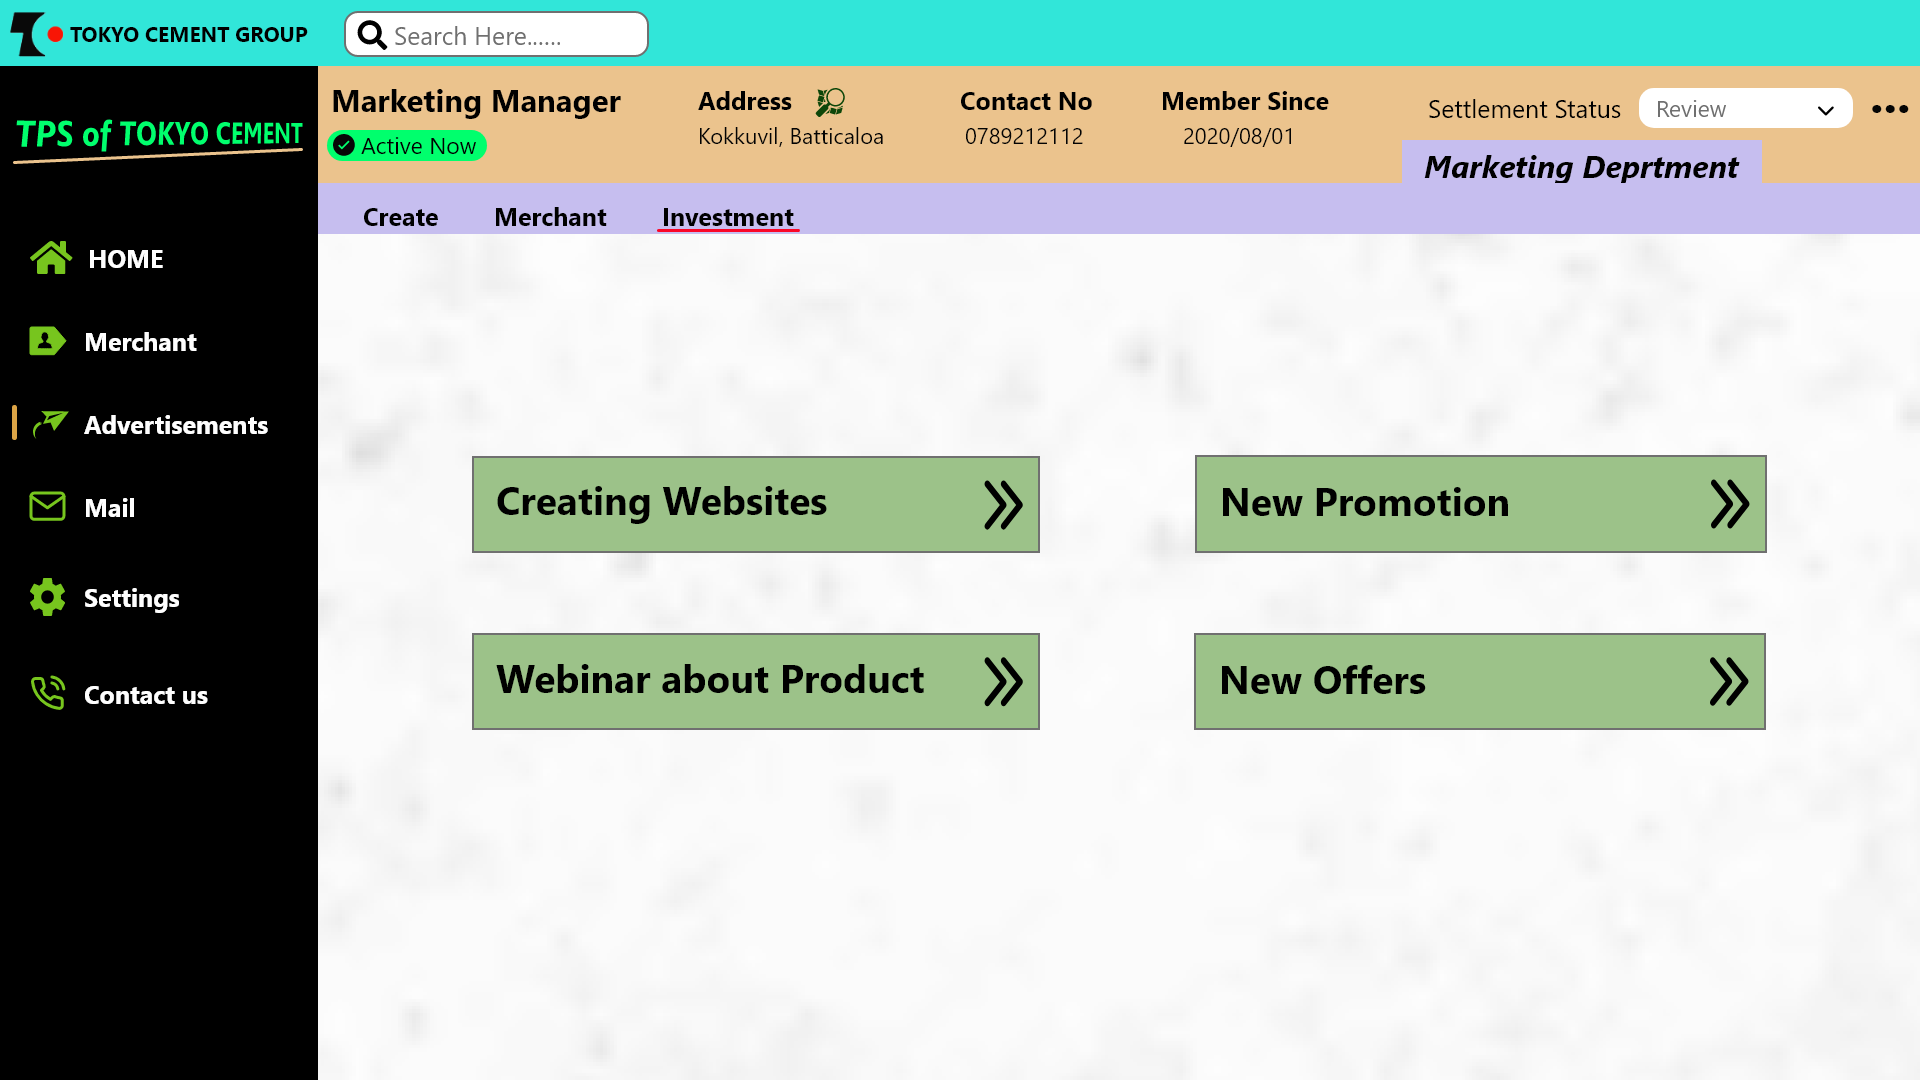 TOKYO CEMENT GROUP
Search Here......
TPS of TOKYO CEMENT
HOME
Merchant
Advertisements
Mail
Settings
Contact us
Marketing Manager
Active Now
Address
Kokkuvil, Batticaloa
Contact No
0789212112
Member Since
2020/08/01
Settlement Status
Review
Marketing Deprtment
Create
Merchant
Investment
Creating Websites
New Promotion
Webinar about Product
New Offers